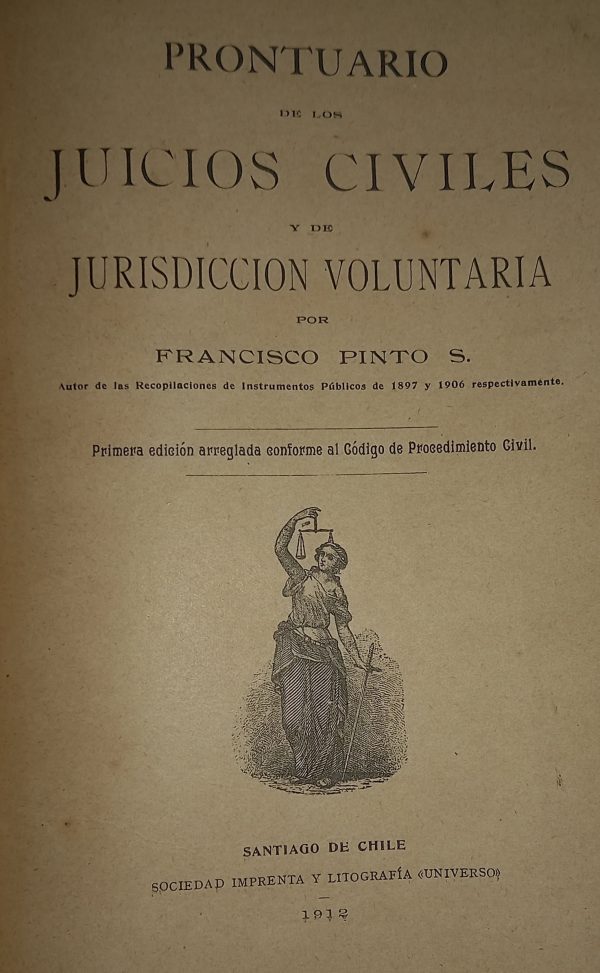 PRONTUARIO
DE LOS
JUICIOS CIVILES
Y DE
JURISDICCION VOLUNTARIA
POR
FRANCISCO PINTO S.
Autor de las Recopilaciones de Instrumentos Públicos de 1897 y 1906 respectivamente.
Primera edición arreglada conforme al Código de Procedimiento Civil.
SANTIAGO DE CHILE
SOCIEDAD IMPRENTA Y LITOGRAFÍA «UNIVERSO»
1912